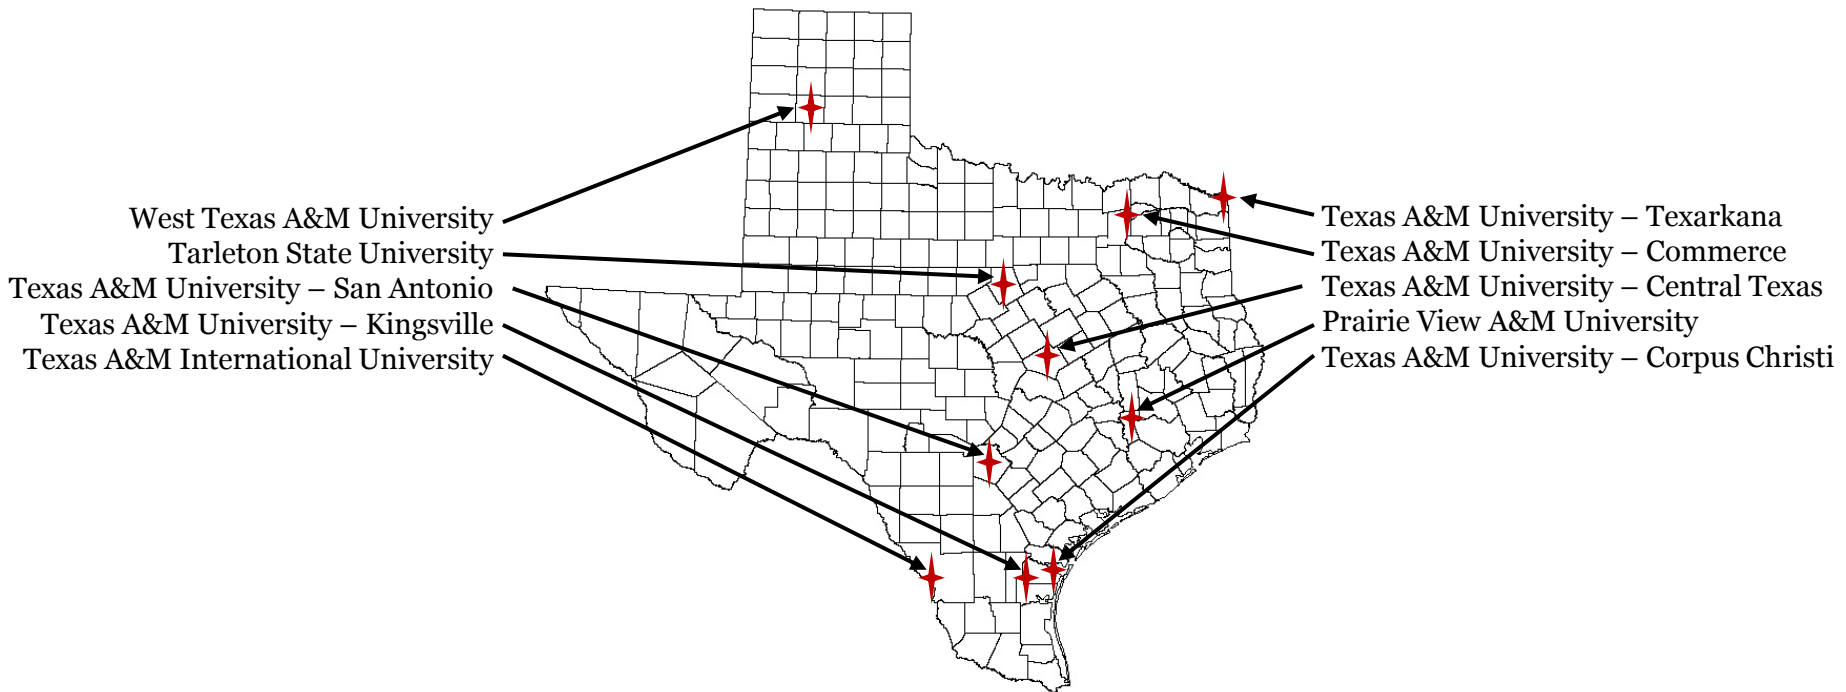 West Texas A&M University
Tarleton State University
Texas A&M University – San Antonio
Texas A&M University – Kingsville
Texas A&M International University
Texas A&M University – Texarkana
Texas A&M University – Commerce
Texas A&M University – Central Texas
Prairie View A&M University
Texas A&M University – Corpus Christi